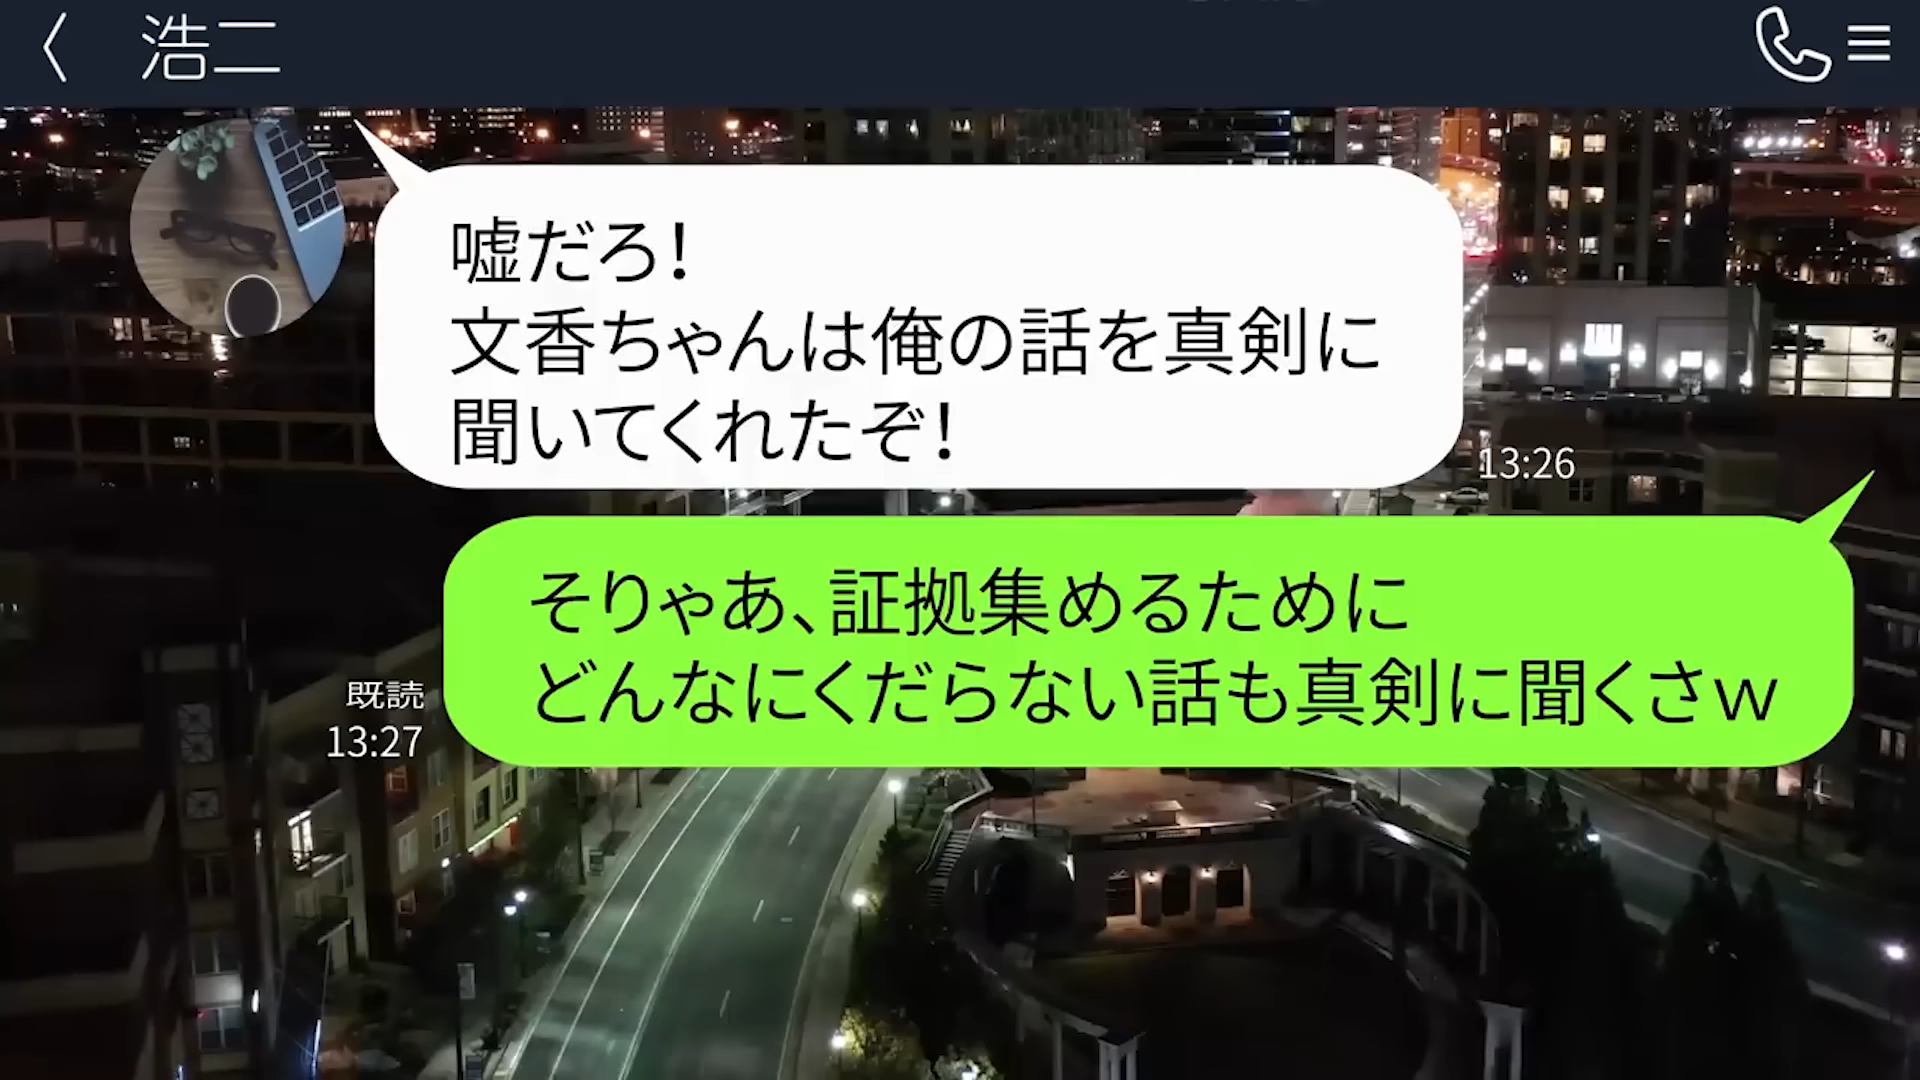 浩二
嘘だろ！
文香ちゃんは俺の話を真剣に
聞いてくれたぞ！
13:26
そりゃあ、証拠集めるために
どんなにくだらない話も真剣に聞くさｗ
既読
13:27